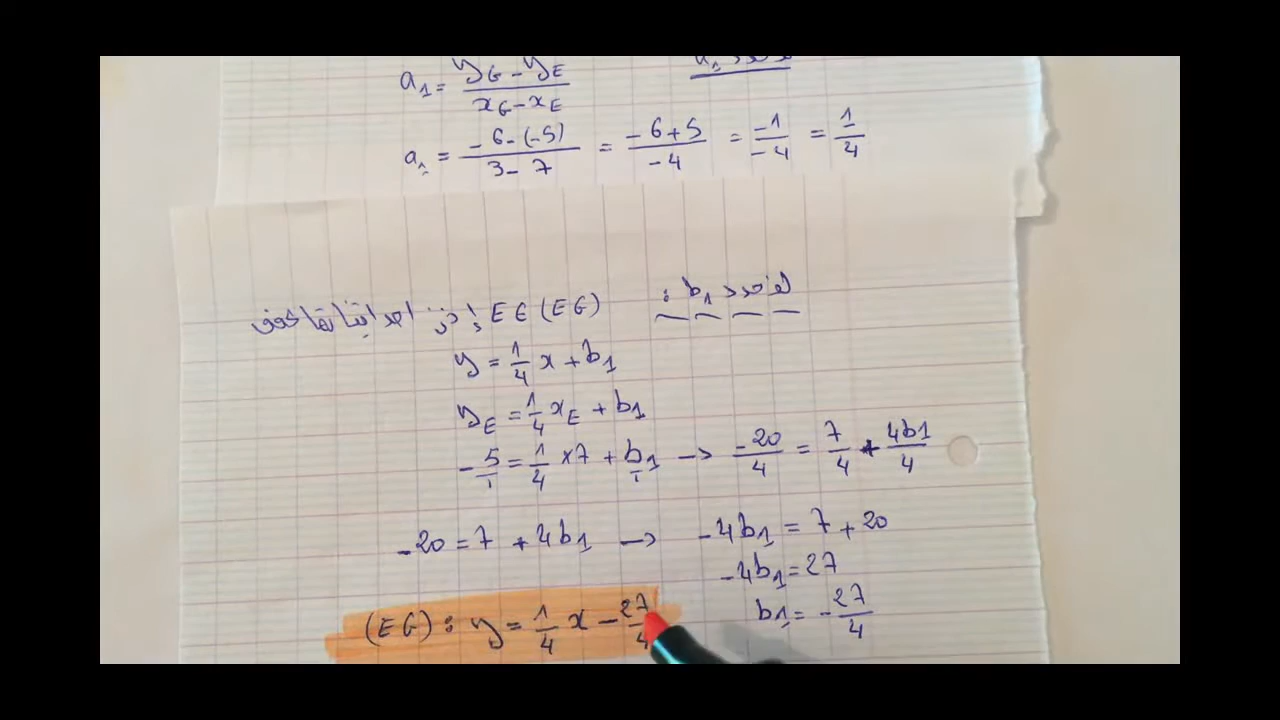 a₁ = (y_G - y_E)/(x_G - x_E)
a₁ = (-6-(-5))/(3-7) = (-6+5)/(-4) = (-1)/(-4) = 1/4
لنحدد b₁ :
E ∈ (EG) إذن إحداثياتها تحقق
y = 1/4 x + b₁
y_E = 1/4 x_E + b₁
-5/1 = 1/4 × 7 + b₁/1 → -20/4 = 7/4 + 4b₁/4
-20 = 7 + 4b₁ → -4b₁ = 7 + 20
-4b₁ = 27
b₁ = -27/4
(EG) : y = 1/4 x - 27/4